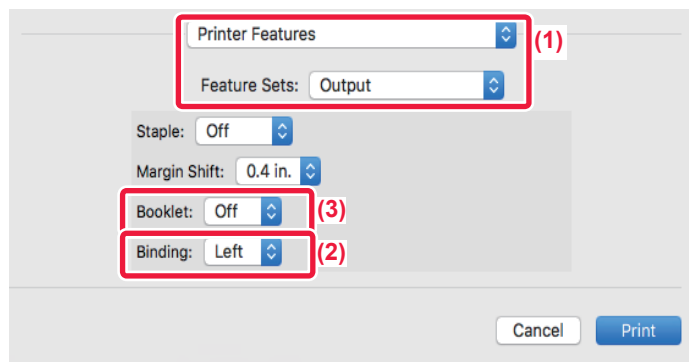 Printer Features
(1)
Feature Sets: Output
Staple: Off
Margin Shift: 0.4 in.
Booklet: Off
(3)
Binding: Left
(2)
Cancel Print